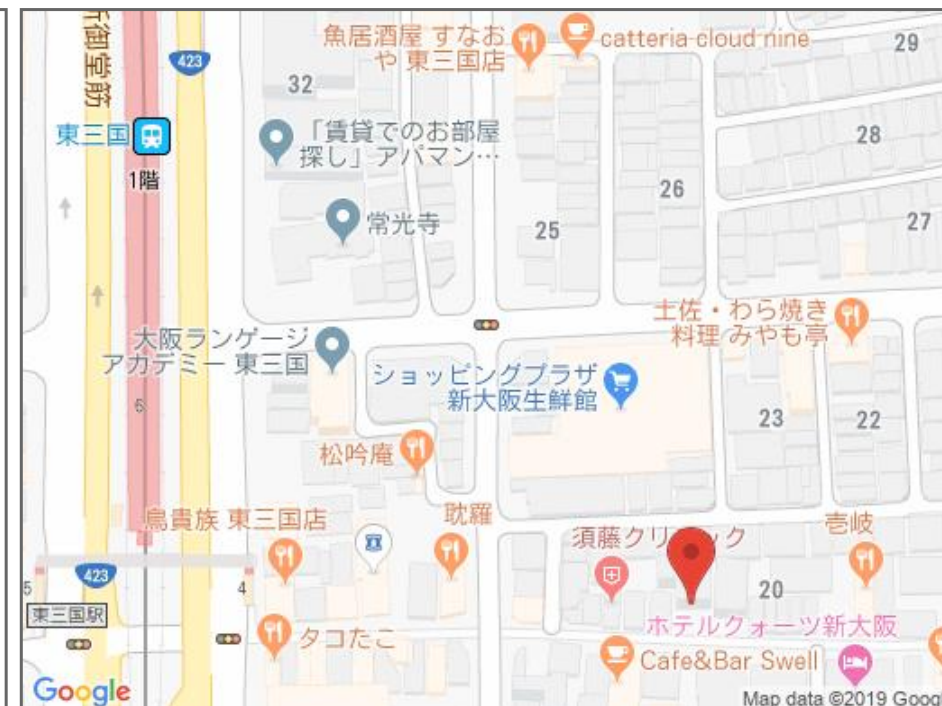 新御堂筋
423
魚居酒屋 すなお
や 東三国店
catteria cloud nine
29
32
東三国
1階
「賃貸でのお部屋
探し」アパマン…
28
26
常光寺
25
27
大阪ランゲージ
アカデミー 東三国
土佐・わら焼き
料理 みやも亭
ショッピングプラザ
新大阪生鮮館
23
22
松吟庵
鳥貴族 東三国店
耽羅
須藤クリニック
壱岐
423
5
4
20
東三国駅
タコたこ
ホテルクォーツ新大阪
Cafe&Bar Swell
Google
Map data ©2019 Goog